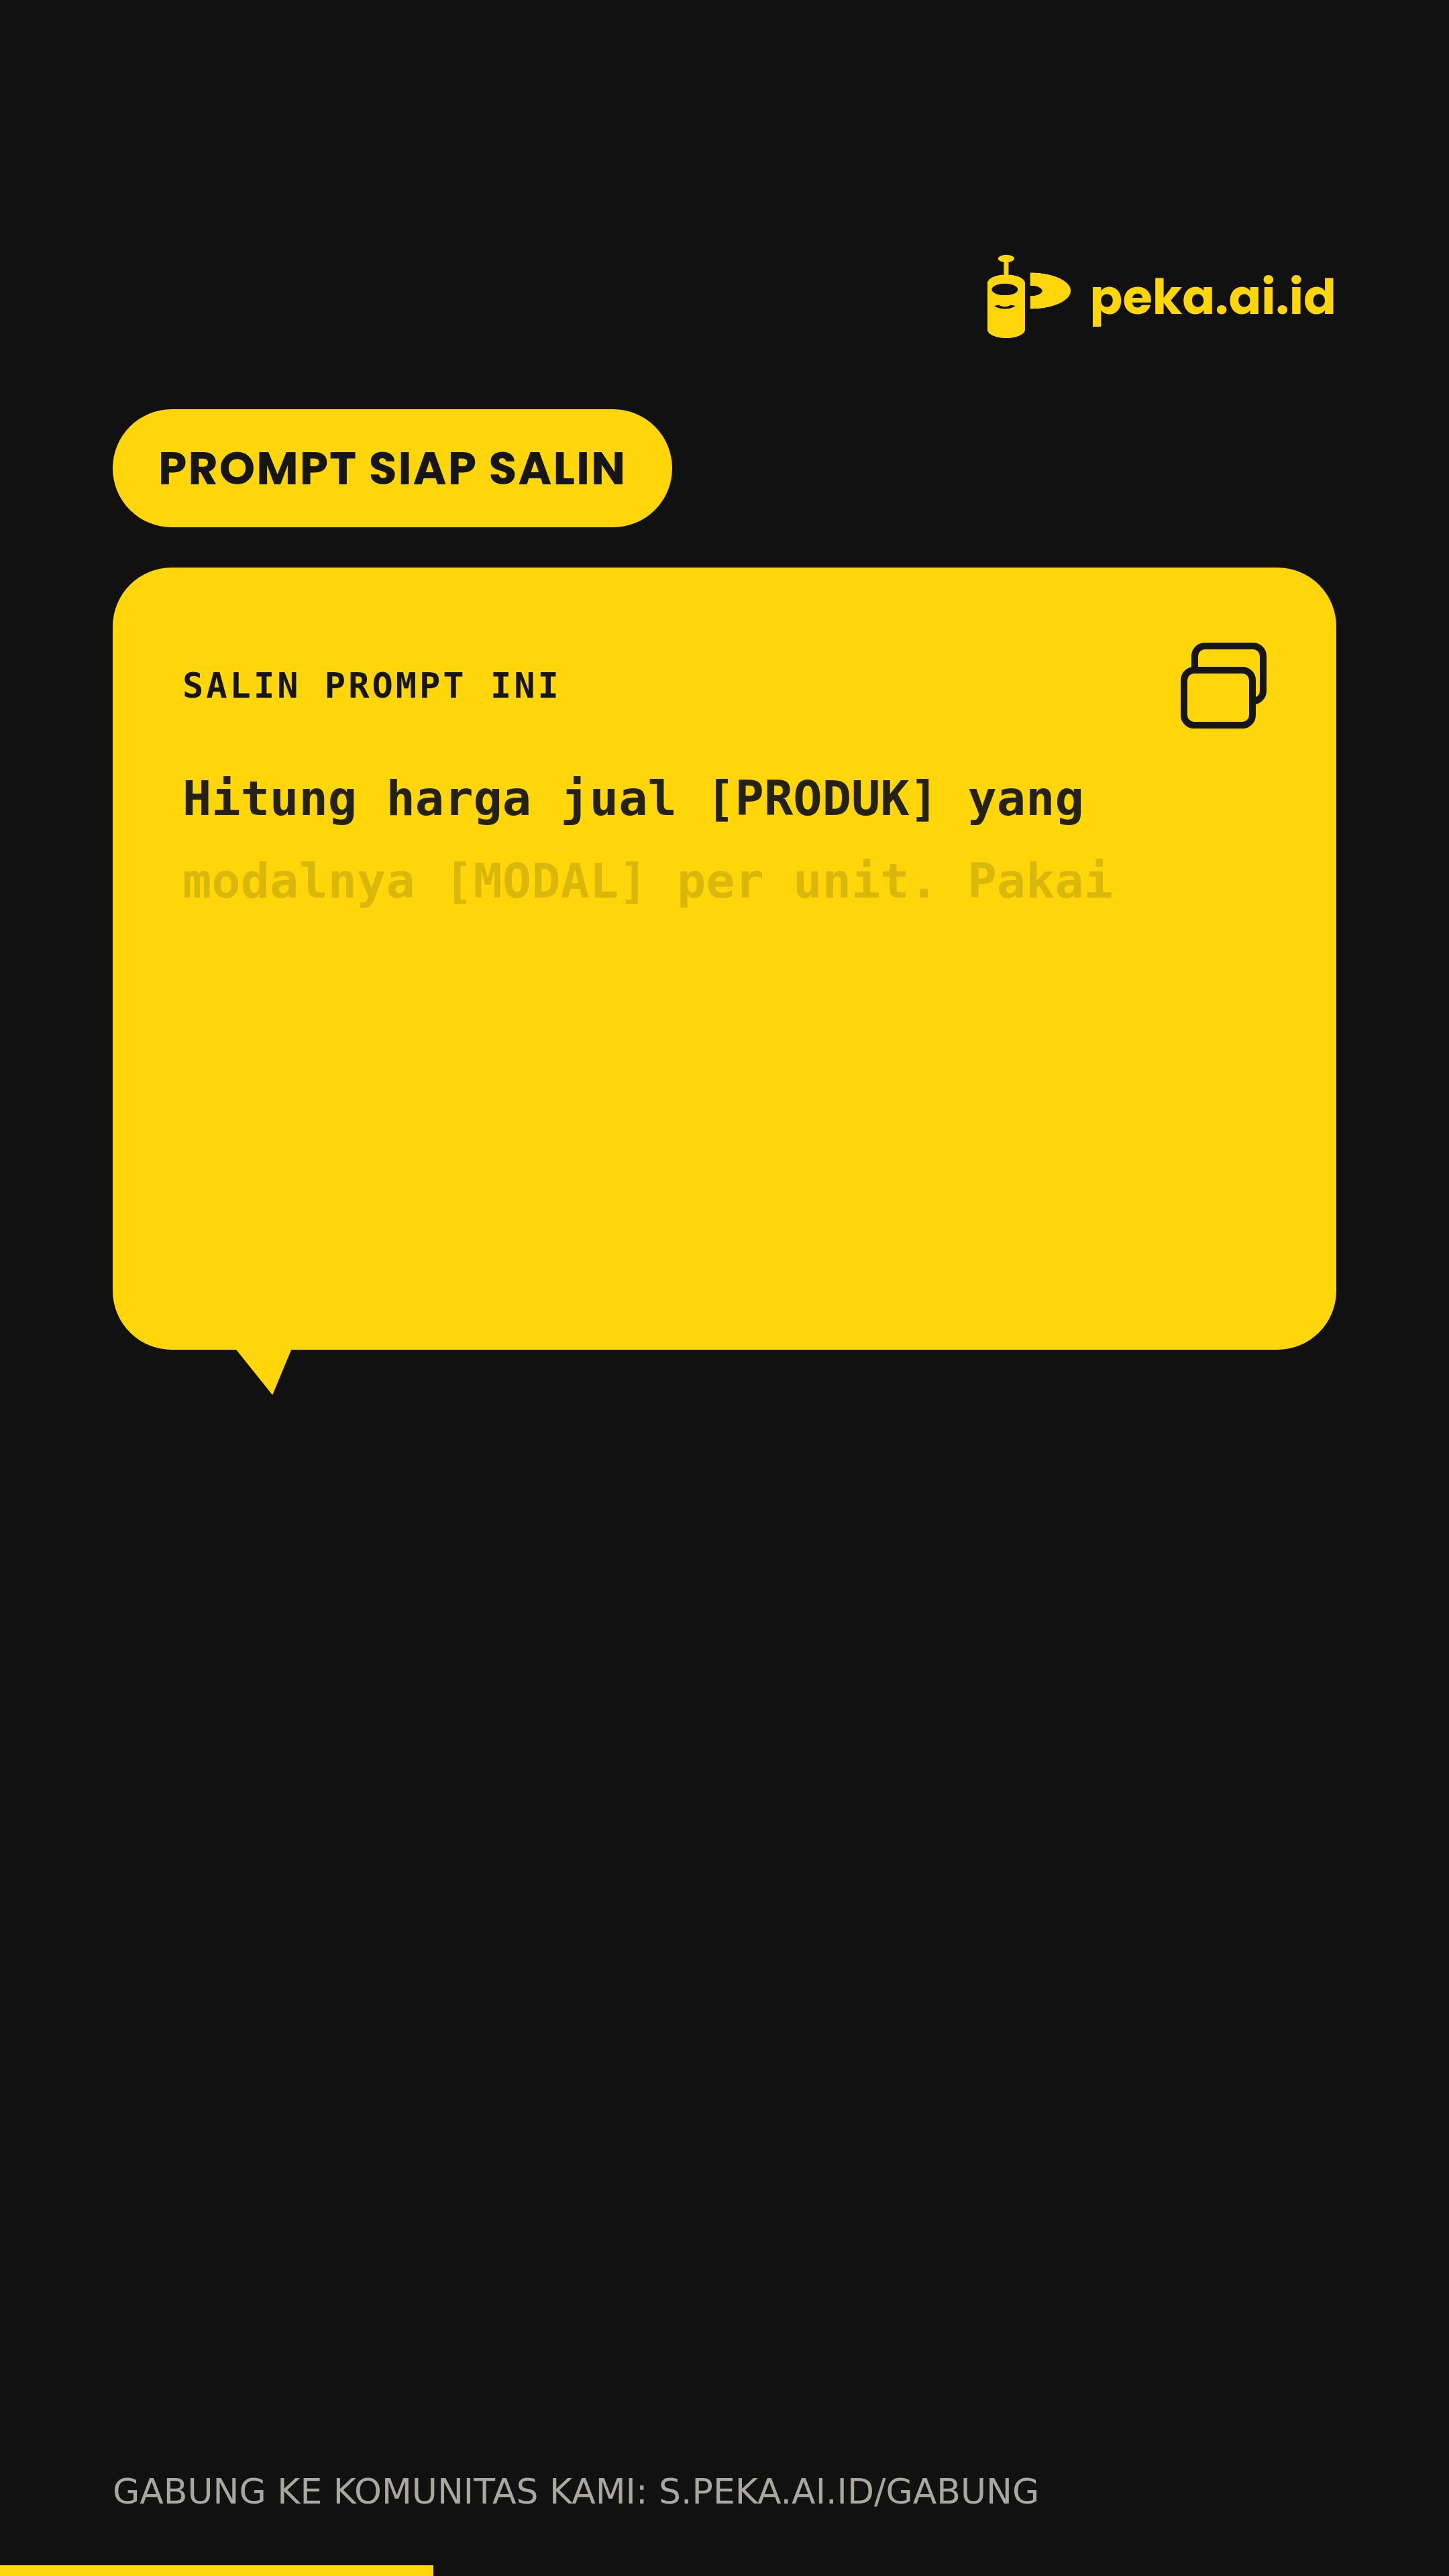 peka.ai.id
PROMPT SIAP SALIN
SALIN PROMPT INI
Hitung harga jual [PRODUK] yang
modalnya [MODAL] per unit. Pakai
GABUNG KE KOMUNITAS KAMI: S.PEKA.AI.ID/GABUNG